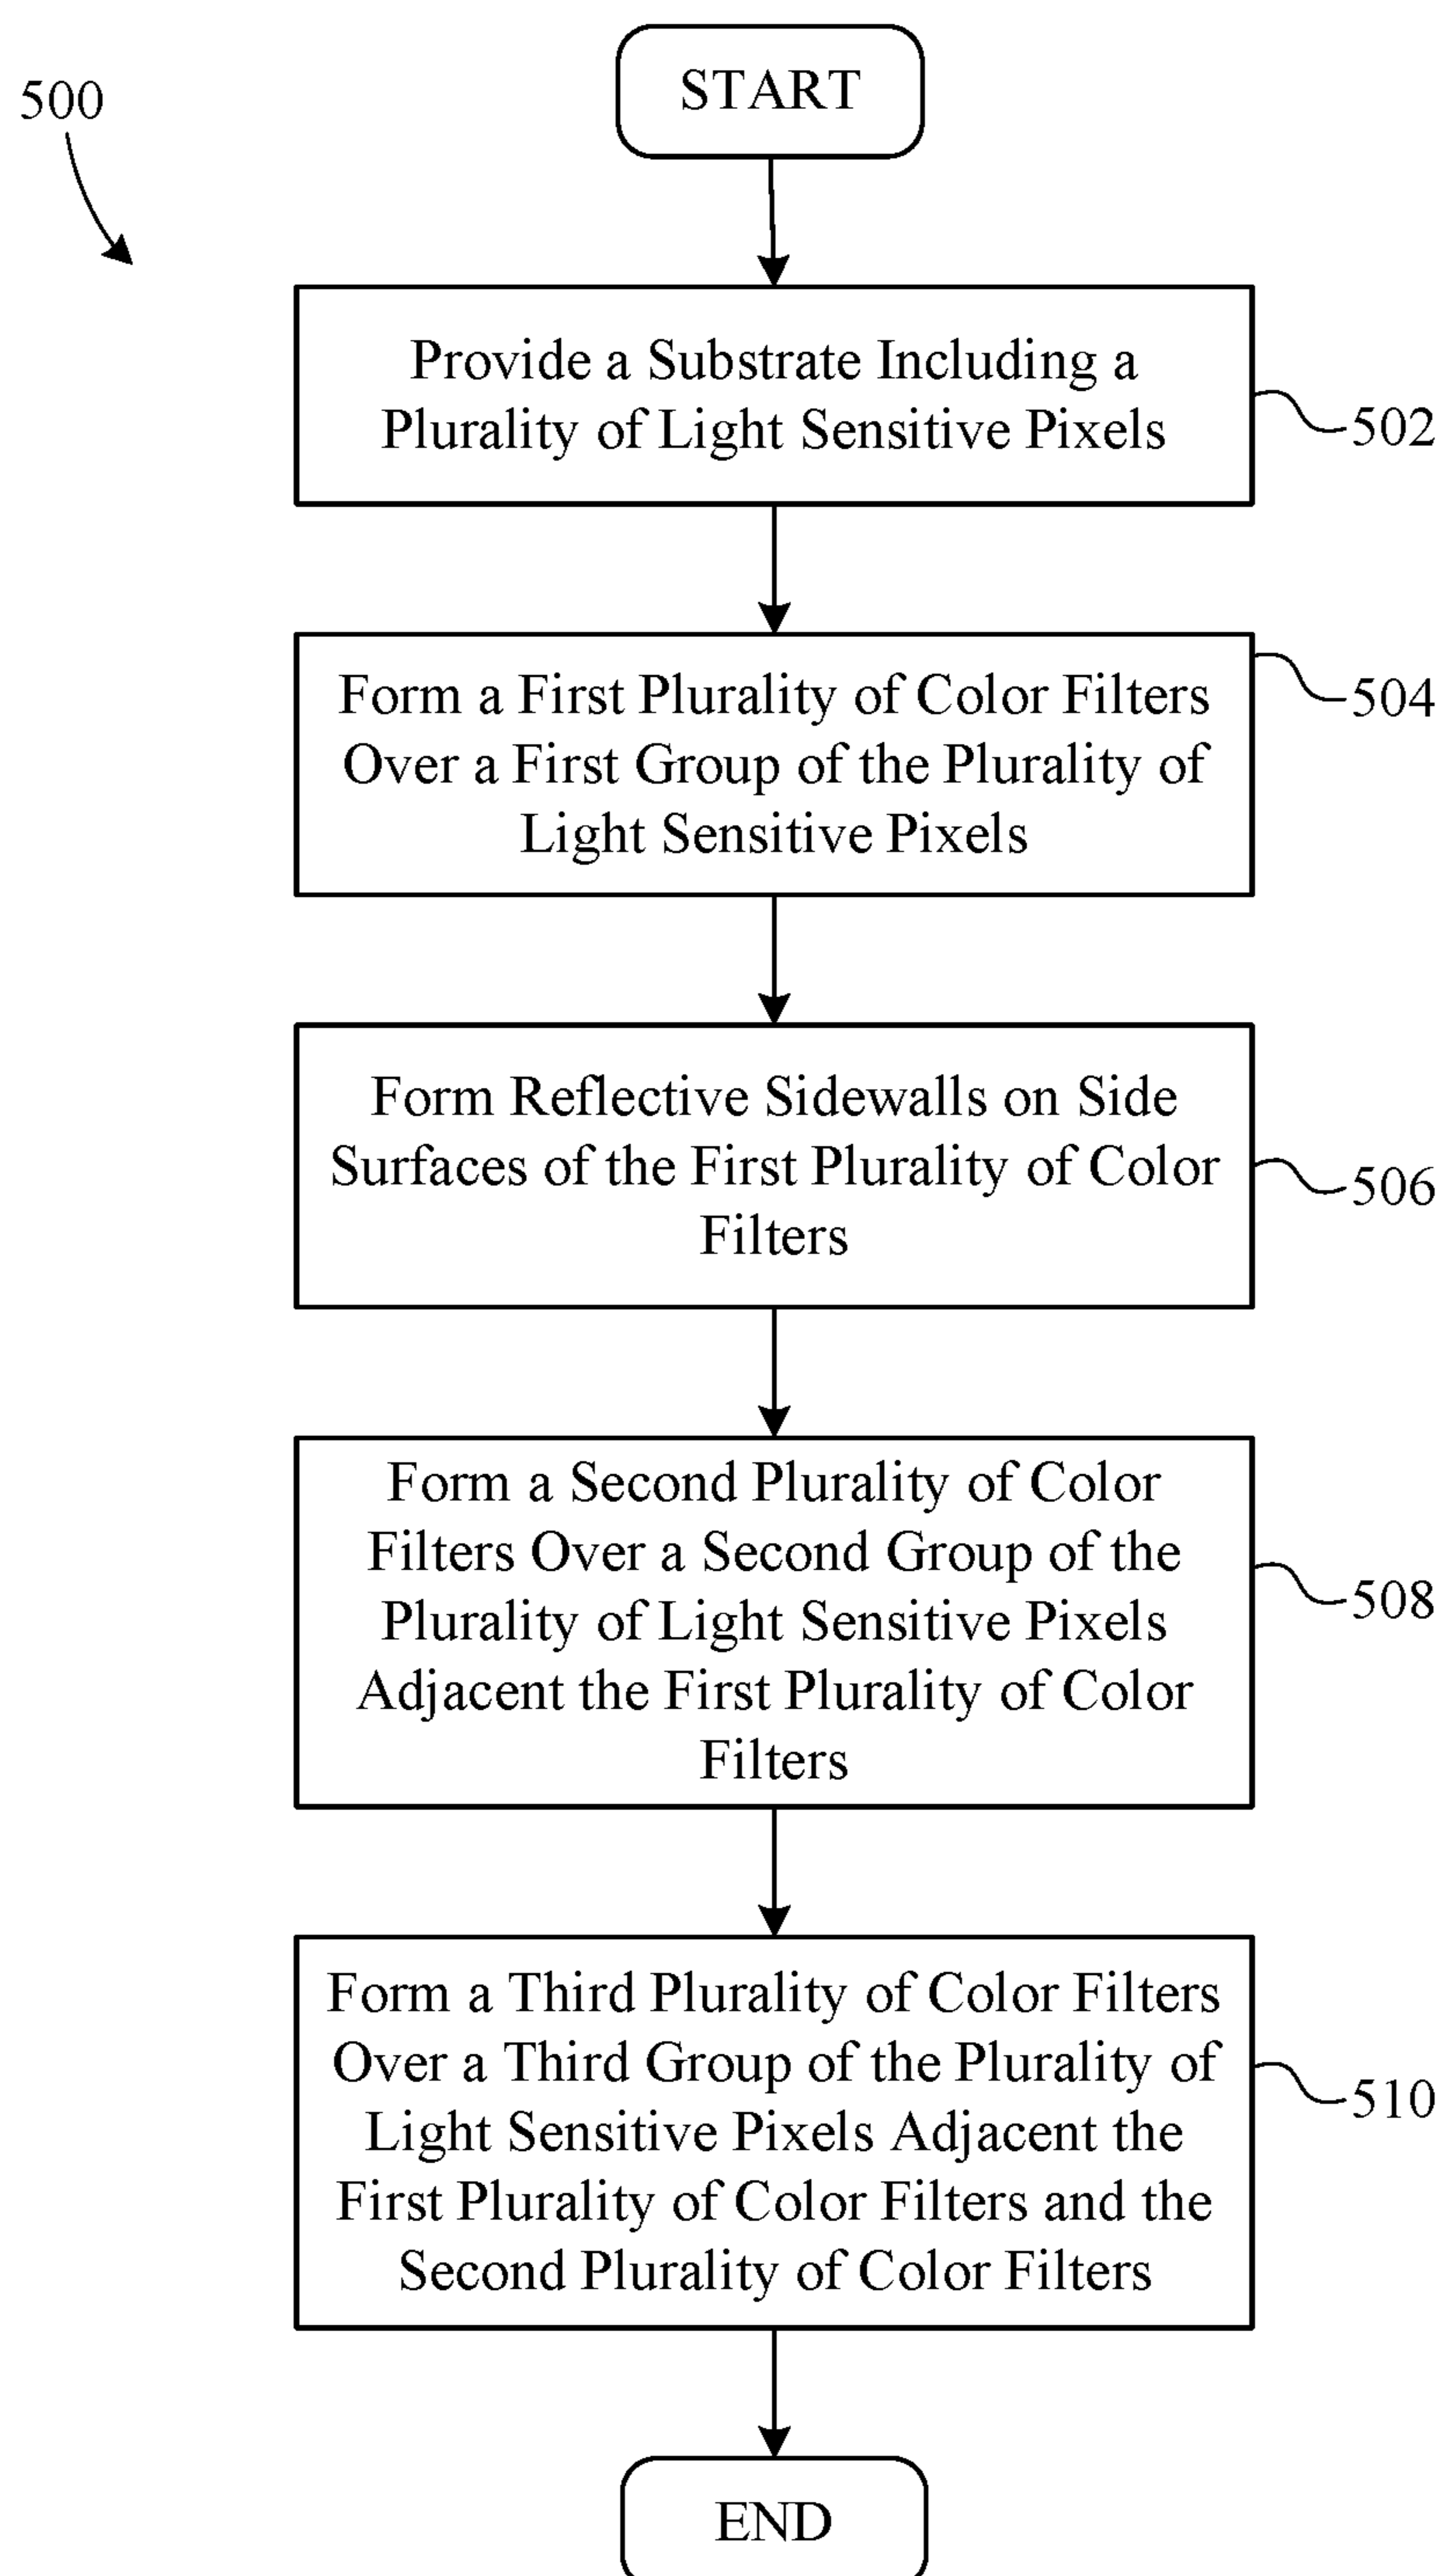 START
500
Provide a Substrate Including a
Plurality of Light Sensitive Pixels
502
Form a First Plurality of Color Filters
Over a First Group of the Plurality of
Light Sensitive Pixels
504
Form Reflective Sidewalls on Side
Surfaces of the First Plurality of Color
Filters
506
Form a Second Plurality of Color
Filters Over a Second Group of the
Plurality of Light Sensitive Pixels
Adjacent the First Plurality of Color
Filters
508
Form a Third Plurality of Color Filters
Over a Third Group of the Plurality of
Light Sensitive Pixels Adjacent the
First Plurality of Color Filters and the
Second Plurality of Color Filters
510
END